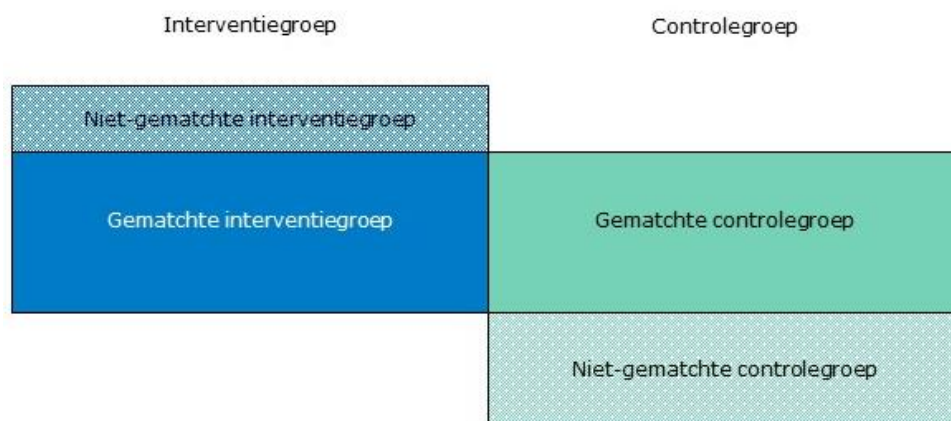 Interventiegroep
Controlegroep
Niet-gematchte interventiegroep
Gematchte interventiegroep
Gematchte controlegroep
Niet-gematchte controlegroep